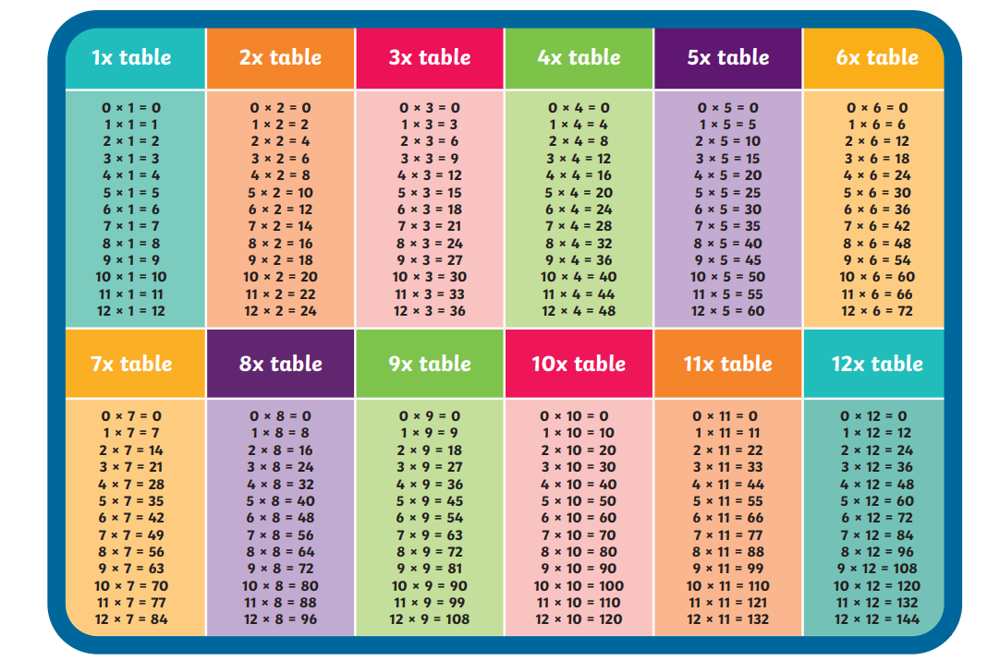 1x table
0 × 1 = 0
1 × 1 = 1
2 × 1 = 2
3 × 1 = 3
4 × 1 = 4
5 × 1 = 5
6 × 1 = 6
7 × 1 = 7
8 × 1 = 8
9 × 1 = 9
10 × 1 = 10
11 × 1 = 11
12 × 1 = 12
2x table
0 × 2 = 0
1 × 2 = 2
2 × 2 = 4
3 × 2 = 6
4 × 2 = 8
5 × 2 = 10
6 × 2 = 12
7 × 2 = 14
8 × 2 = 16
9 × 2 = 18
10 × 2 = 20
11 × 2 = 22
12 × 2 = 24
3x table
0 × 3 = 0
1 × 3 = 3
2 × 3 = 6
3 × 3 = 9
4 × 3 = 12
5 × 3 = 15
6 × 3 = 18
7 × 3 = 21
8 × 3 = 24
9 × 3 = 27
10 × 3 = 30
11 × 3 = 33
12 × 3 = 36
4x table
0 × 4 = 0
1 × 4 = 4
2 × 4 = 8
3 × 4 = 12
4 × 4 = 16
5 × 4 = 20
6 × 4 = 24
7 × 4 = 28
8 × 4 = 32
9 × 4 = 36
10 × 4 = 40
11 × 4 = 44
12 × 4 = 48
5x table
0 × 5 = 0
1 × 5 = 5
2 × 5 = 10
3 × 5 = 15
4 × 5 = 20
5 × 5 = 25
6 × 5 = 30
7 × 5 = 35
8 × 5 = 40
9 × 5 = 45
10 × 5 = 50
11 × 5 = 55
12 × 5 = 60
6x table
0 × 6 = 0
1 × 6 = 6
2 × 6 = 12
3 × 6 = 18
4 × 6 = 24
5 × 6 = 30
6 × 6 = 36
7 × 6 = 42
8 × 6 = 48
9 × 6 = 54
10 × 6 = 60
11 × 6 = 66
12 × 6 = 72
7x table
0 × 7 = 0
1 × 7 = 7
2 × 7 = 14
3 × 7 = 21
4 × 7 = 28
5 × 7 = 35
6 × 7 = 42
7 × 7 = 49
8 × 7 = 56
9 × 7 = 63
10 × 7 = 70
11 × 7 = 77
12 × 7 = 84
8x table
0 × 8 = 0
1 × 8 = 8
2 × 8 = 16
3 × 8 = 24
4 × 8 = 32
5 × 8 = 40
6 × 8 = 48
7 × 8 = 56
8 × 8 = 64
9 × 8 = 72
10 × 8 = 80
11 × 8 = 88
12 × 8 = 96
9x table
0 × 9 = 0
1 × 9 = 9
2 × 9 = 18
3 × 9 = 27
4 × 9 = 36
5 × 9 = 45
6 × 9 = 54
7 × 9 = 63
8 × 9 = 72
9 × 9 = 81
10 × 9 = 90
11 × 9 = 99
12 × 9 = 108
10x table
0 × 10 = 0
1 × 10 = 10
2 × 10 = 20
3 × 10 = 30
4 × 10 = 40
5 × 10 = 50
6 × 10 = 60
7 × 10 = 70
8 × 10 = 80
9 × 10 = 90
10 × 10 = 100
11 × 10 = 110
12 × 10 = 120
11x table
0 × 11 = 0
1 × 11 = 11
2 × 11 = 22
3 × 11 = 33
4 × 11 = 44
5 × 11 = 55
6 × 11 = 66
7 × 11 = 77
8 × 11 = 88
9 × 11 = 99
10 × 11 = 110
11 × 11 = 121
12 × 11 = 132
12x table
0 × 12 = 0
1 × 12 = 12
2 × 12 = 24
3 × 12 = 36
4 × 12 = 48
5 × 12 = 60
6 × 12 = 72
7 × 12 = 84
8 × 12 = 96
9 × 12 = 108
10 × 12 = 120
11 × 12 = 132
12 × 12 = 144